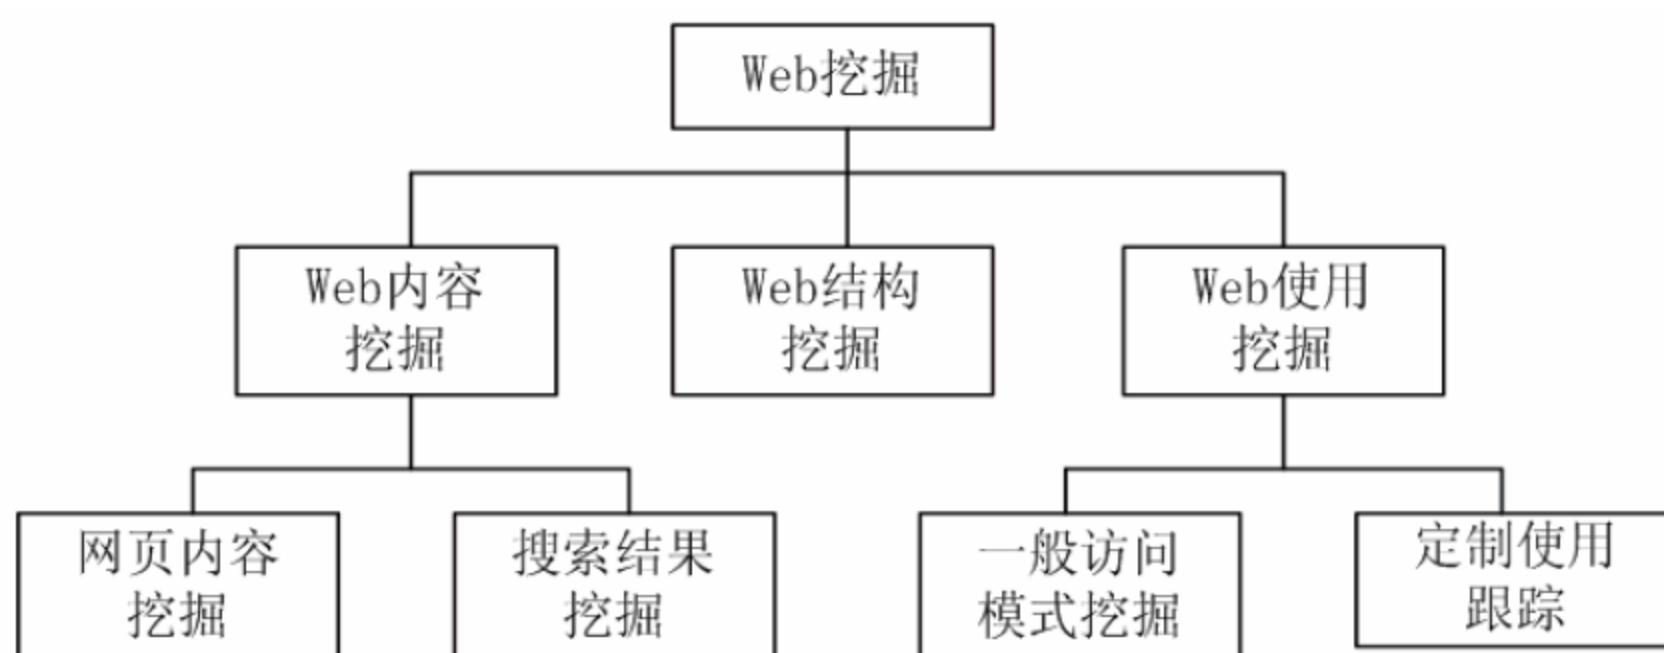 Web挖掘
Web内容
挖掘
Web结构
挖掘
Web使用
挖掘
网页内容
挖掘
搜索结果
挖掘
一般访问
模式挖掘
定制使用
跟踪